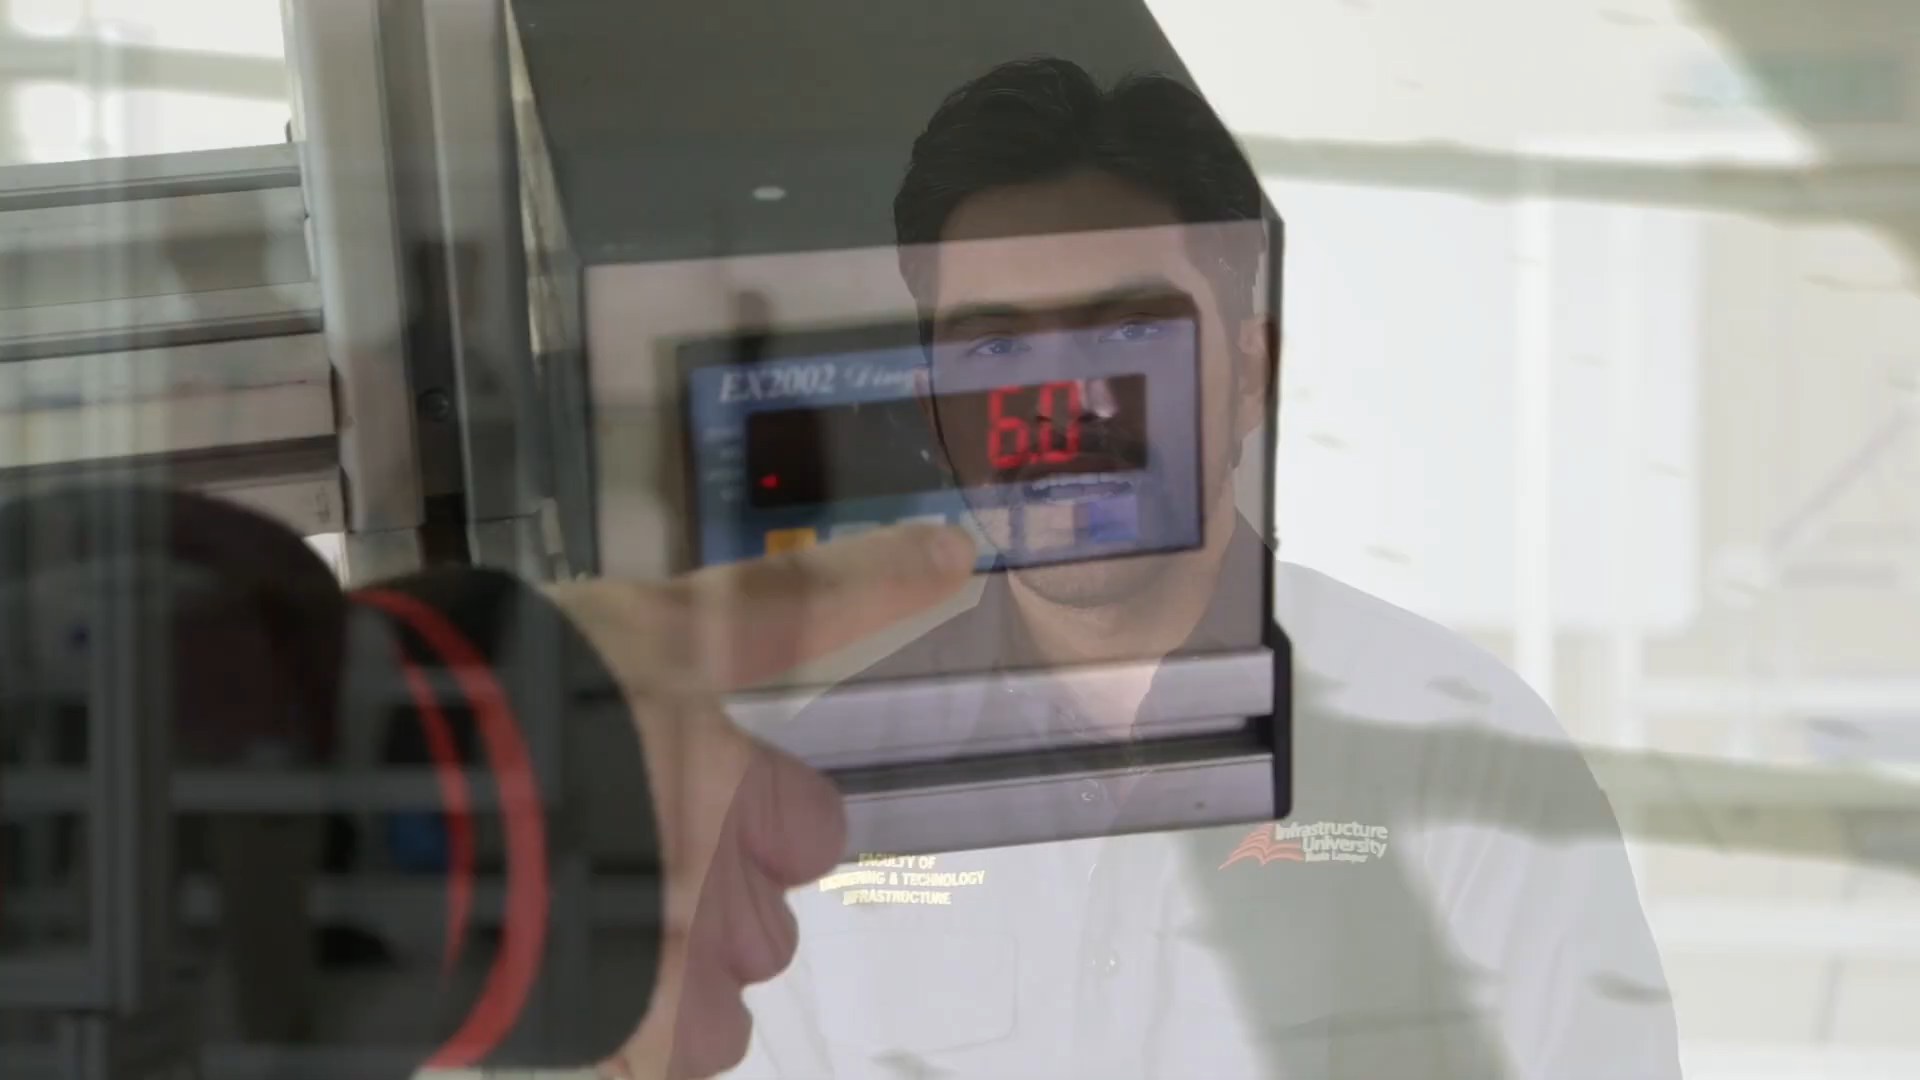 EX2002
6.0
FACULTY OF
ENGINEERING & TECHNOLOGY
INFRASTRUCTURE
Infrastructure
University
Kuala Lumpur